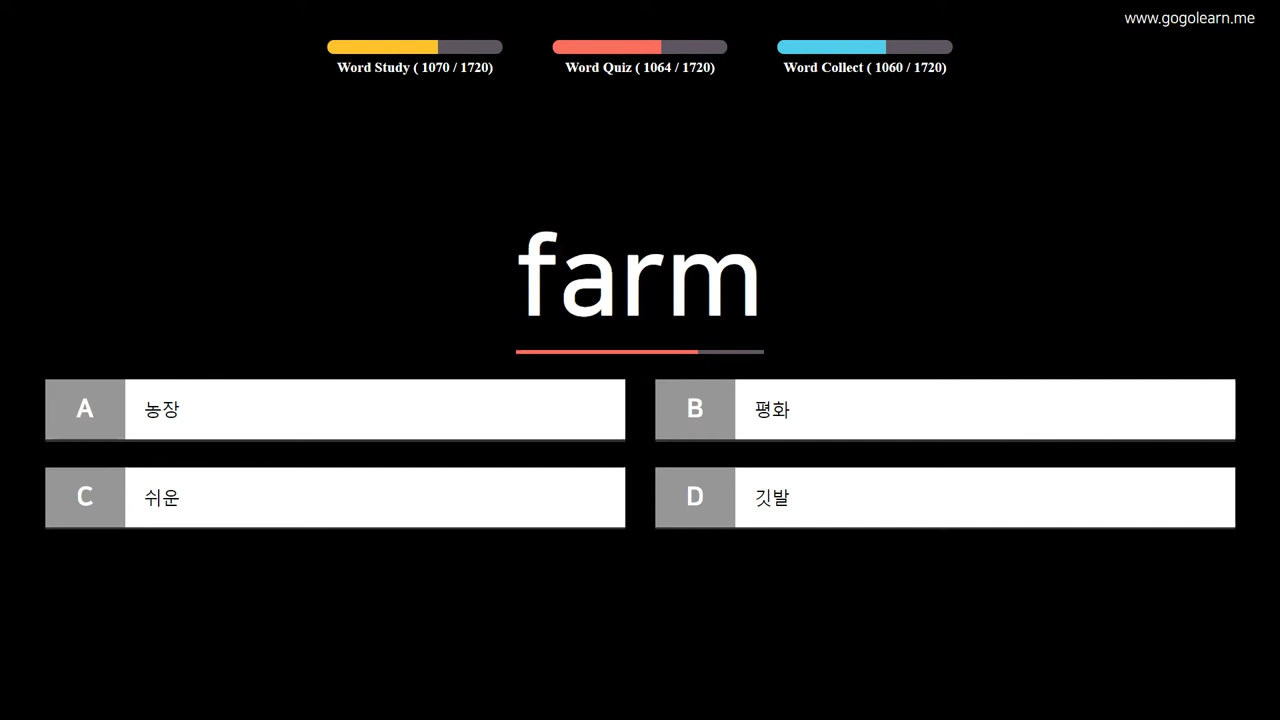 www.gogolearn.me
Word Study ( 1070 / 1720)
Word Quiz ( 1064 / 1720)
Word Collect ( 1060 / 1720)
farm
A 농장
B 평화
C 쉬운
D 깃발